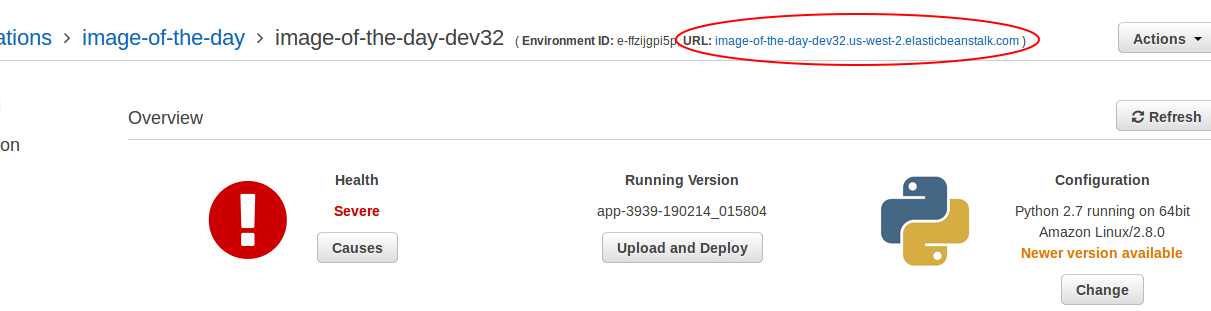 ations > image-of-the-day > image-of-the-day-dev32 ( Environment ID: e-ffzijgpi5p, URL: image-of-the-day-dev32.us-west-2.elasticbeanstalk.com )
Actions
Overview
Refresh
on
Health
Severe
Causes
Running Version
app-3939-190214_015804
Upload and Deploy
Configuration
Python 2.7 running on 64bit
Amazon Linux/2.8.0
Newer version available
Change